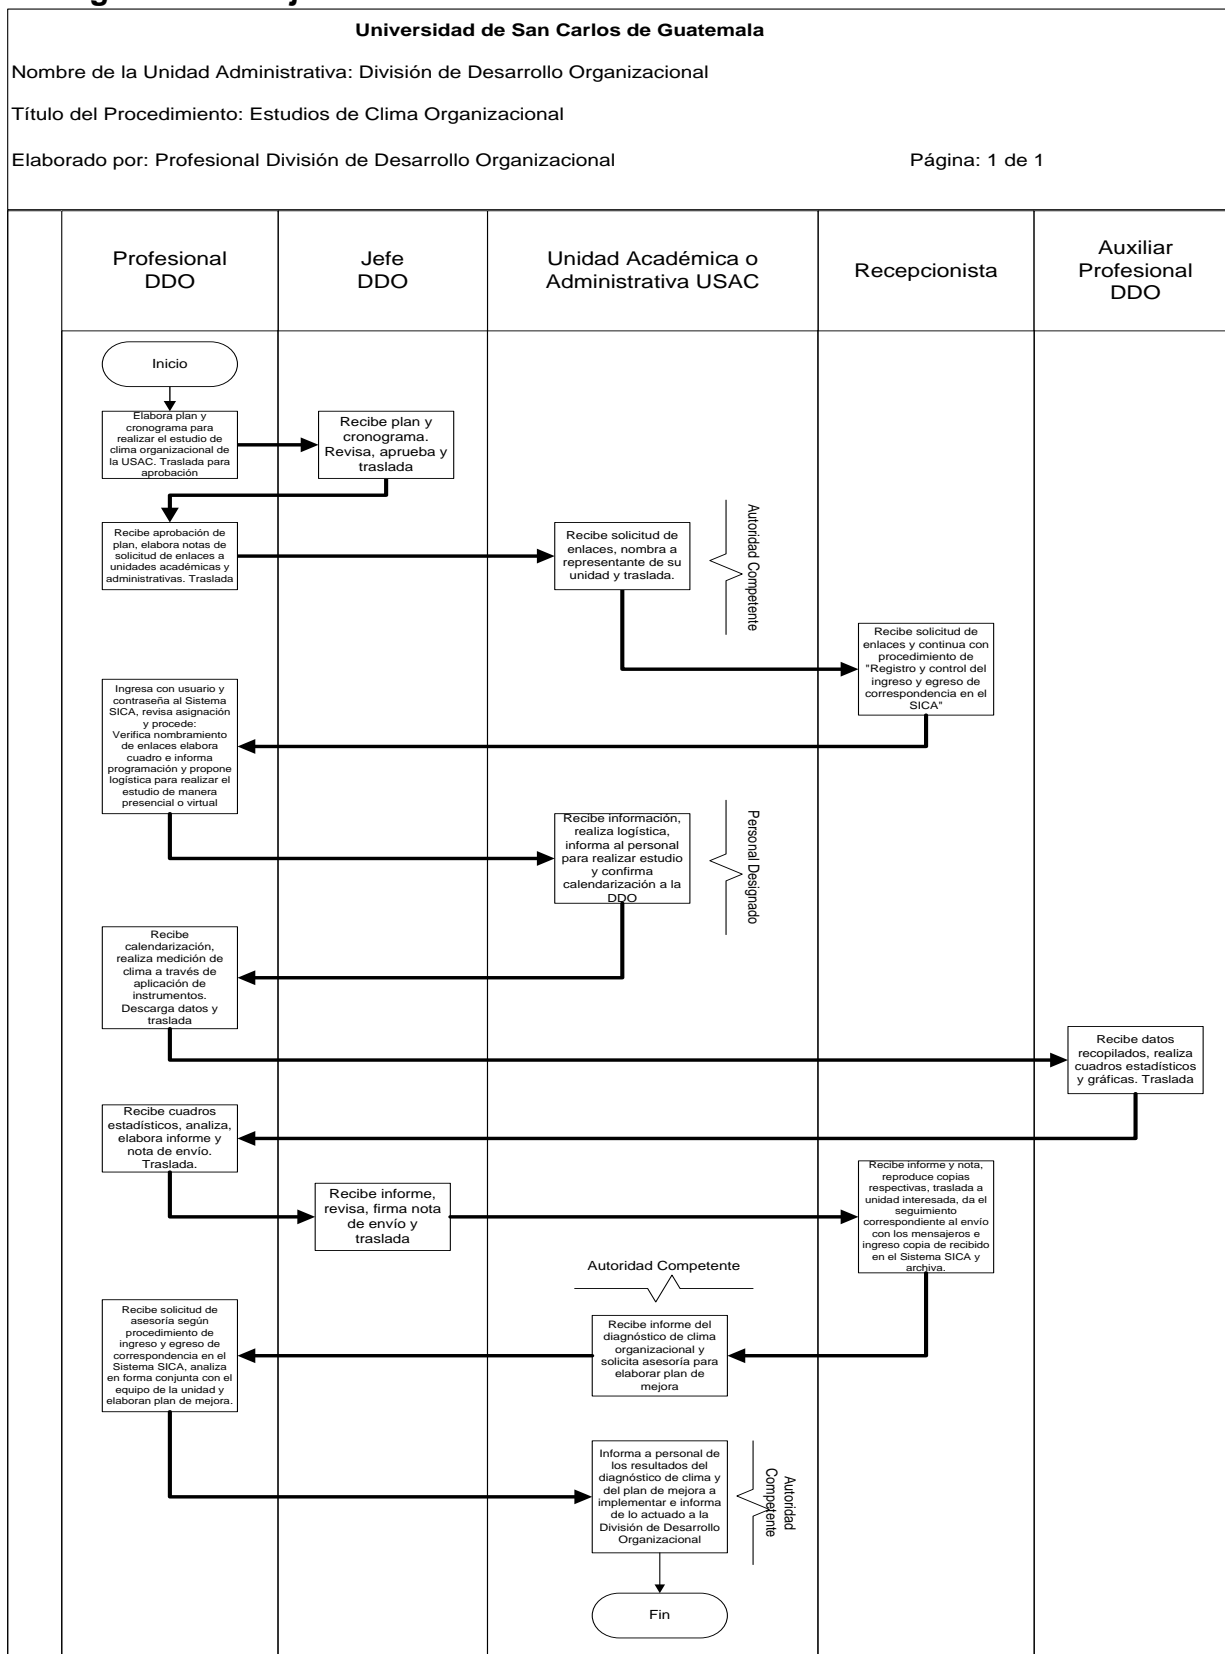 Universidad de San Carlos de Guatemala
Nombre de la Unidad Administrativa: División de Desarrollo Organizacional
Título del Procedimiento: Estudios de Clima Organizacional
Elaborado por: Profesional División de Desarrollo Organizacional
Página: 1 de 1
Profesional
DDO
Jefe
DDO
Unidad Académica o
Administrativa USAC
Recepcionista
Auxiliar
Profesional
DDO
Inicio
Elabora plan y
cronograma para
realizar el estudio de
clima organizacional de
la USAC. Traslada para
aprobación
Recibe plan y
cronograma.
Revisa, aprueba y
traslada
Recibe aprobación de
plan, elabora notas de
solicitud de enlaces a
unidades académicas y
administrativas. Traslada
Recibe solicitud de
enlaces, nombra a
representante de su
unidad y traslada.
Autoridad Competente
Recibe solicitud de
enlaces y continua con
procedimiento de
"Registro y control del
ingreso y egreso de
correspondencia en el
SICA"
Ingresa con usuario y
contraseña al Sistema
SICA, revisa asignación
y procede:
Verifica nombramiento
de enlaces elabora
cuadro e informa
programación y propone
logística para realizar el
estudio de manera
presencial o virtual
Recibe información,
realiza logística,
informa al personal
para realizar estudio
y confirma
calendarización a la
DDO
Personal Designado
Recibe
calendarización,
realiza medición de
clima a través de
aplicación de
instrumentos.
Descarga datos y
traslada
Recibe datos
recopilados, realiza
cuadros estadísticos
y gráficas. Traslada
Recibe cuadros
estadísticos, analiza,
elabora informe y
nota de envío.
Traslada.
Recibe informe,
revisa, firma nota
de envío y
traslada
Recibe informe y nota,
reproduce copias
respectivas, traslada a
unidad interesada, da el
seguimiento
correspondiente al envío
con los mensajeros e
ingreso copia de recibido
en el Sistema SICA y
archiva.
Autoridad Competente
Recibe informe del
diagnóstico de clima
organizacional y
solicita asesoría para
elaborar plan de
mejora
Recibe solicitud de
asesoría según
procedimiento de
ingreso y egreso de
correspondencia en el
Sistema SICA, analiza
en forma conjunta con el
equipo de la unidad y
elaboran plan de mejora.
Informa a personal de
los resultados del
diagnóstico de clima y
del plan de mejora a
implementar e informa
de lo actuado a la
División de Desarrollo
Organizacional
Autoridad
Competente
Fin